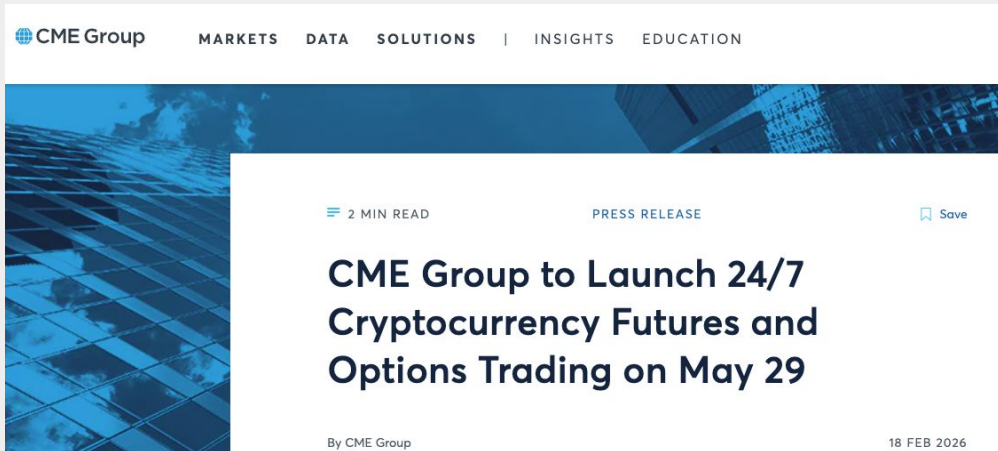 CME Group
MARKETS DATA SOLUTIONS | INSIGHTS EDUCATION
2 MIN READ
PRESS RELEASE
Save
CME Group to Launch 24/7
Cryptocurrency Futures and
Options Trading on May 29
By CME Group
18 FEB 2026